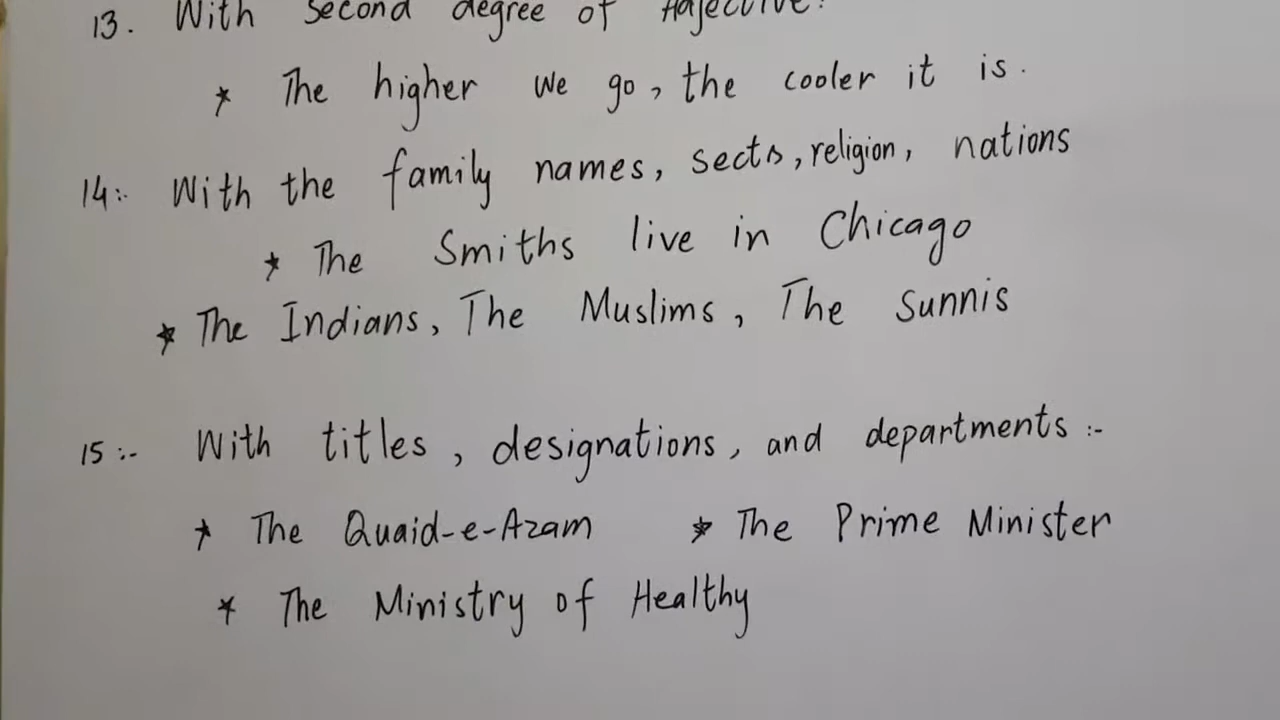 13. With Second degree of Adjective:
* The higher we go, the cooler it is.
14:- With the family names, sects, religion, nations
* The Smiths live in Chicago
* The Indians, The Muslims, The Sunnis
15:- With titles, designations, and departments :-
* The Quaid-e-Azam * The Prime Minister
* The Ministry of Healthy